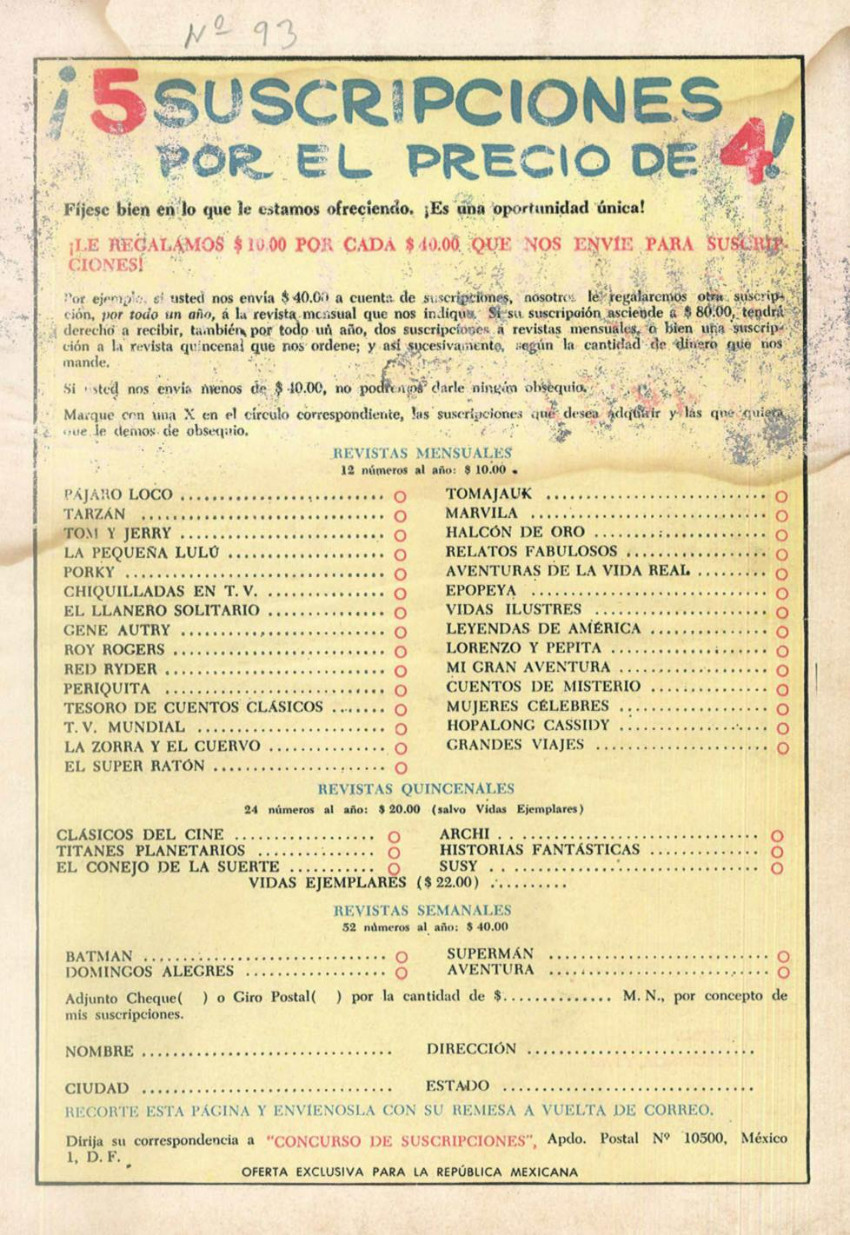 Nº 93
¡5 SUSCRIPCIONES
POR EL PRECIO DE 4!
Fíjese bien en lo que le estamos ofreciendo. ¡Es una oportunidad única!
¡LE REGALAMOS $ 10.00 POR CADA $ 40.00 QUE NOS ENVÍE PARA SUSCRIP-
CIONES!
Por ejemplo, si usted nos envía $ 40.00 a cuenta de suscripciones, nosotros le regalaremos otra suscrip-
ción, por todo un año, a la revista mensual que nos indique. Si su suscripción asciende a $ 80.00, tendrá
derecho a recibir, también por todo un año, dos suscripciones a revistas mensuales, o bien una suscrip-
ción a la revista quincenal que nos ordene; y así sucesivamente, según la cantidad de dinero que nos
mande.
Si usted nos envía menos de $ 40.00, no podremos darle ningún obsequio.
Marque con una X en el círculo correspondiente, las suscripciones que desea adquirir y las que quiera
que le demos de obsequio.
REVISTAS MENSUALES
12 números al año: $ 10.00
PÁJARO LOCO ........................ O
TARZÁN ........................ O
TOM Y JERRY ........................ O
LA PEQUEÑA LULÚ ........................ O
PORKY ........................ O
CHIQUILLADAS EN T. V. ........................ O
EL LLANERO SOLITARIO ........................ O
GENE AUTRY ........................ O
ROY ROGERS ........................ O
RED RYDER ........................ O
PERIQUITA ........................ O
TESORO DE CUENTOS CLÁSICOS ....... O
T. V. MUNDIAL ........................ O
LA ZORRA Y EL CUERVO ........................ O
EL SUPER RATÓN ........................ O
TOMAJAUK ........................ O
MARVILA ........................ O
HALCÓN DE ORO ........................ O
RELATOS FABULOSOS ........................ O
AVENTURAS DE LA VIDA REAL ......... O
EPOPEYA ........................ O
VIDAS ILUSTRES ........................ O
LEYENDAS DE AMÉRICA ........................ O
LORENZO Y PEPITA ........................ O
MI GRAN AVENTURA ........................ O
CUENTOS DE MISTERIO ........................ O
MUJERES CÉLEBRES ........................ O
HOPALONG CASSIDY ........................ O
GRANDES VIAJES ........................ O
REVISTAS QUINCENALES
24 números al año: $ 20.00 (salvo Vidas Ejemplares)
CLÁSICOS DEL CINE .................. O
TITANES PLANETARIOS ............... O
EL CONEJO DE LA SUERTE ........... O
ARCHI ........................ O
HISTORIAS FANTÁSTICAS .............. O
SUSY ........................ O
VIDAS EJEMPLARES ($ 22.00) ..........
REVISTAS SEMANALES
52 números al año: $ 40.00
BATMAN ........................ O
DOMINGOS ALEGRES .................. O
SUPERMÁN ........................ O
AVENTURA ........................ O
Adjunto Cheque( ) o Giro Postal( ) por la cantidad de $.............. M. N., por concepto de
mis suscripciones.
NOMBRE ................................ DIRECCIÓN .............................
CIUDAD ................................ ESTADO ................................
RECORTE ESTA PÁGINA Y ENVÍENOSLA CON SU REMESA A VUELTA DE CORREO.
Dirija su correspondencia a "CONCURSO DE SUSCRIPCIONES", Apdo. Postal Nº 10500, México
1, D. F.
OFERTA EXCLUSIVA PARA LA REPÚBLICA MEXICANA